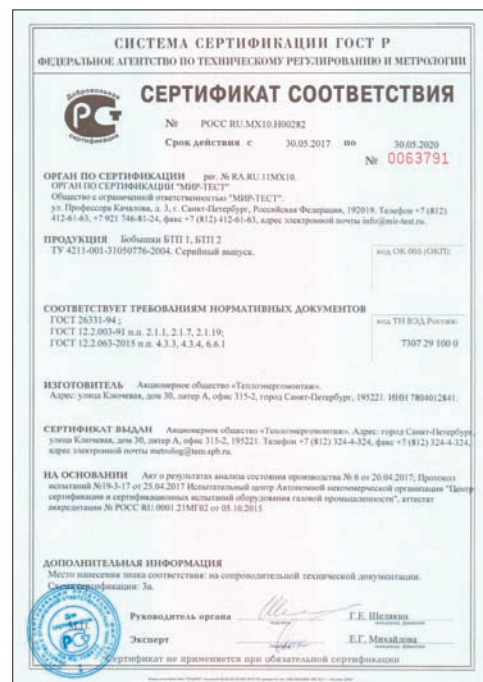 СИСТЕМА СЕРТИФИКАЦИИ ГОСТ Р
ФЕДЕРАЛЬНОЕ АГЕНТСТВО ПО ТЕХНИЧЕСКОМУ РЕГУЛИРОВАНИЮ И МЕТРОЛОГИИ
Добровольная
сертификация
СЕРТИФИКАТ СООТВЕТСТВИЯ
№ РОСС RU.МХ10.Н00282
Срок действия с 30.05.2017 по 30.05.2020
№ 0063791
ОРГАН ПО СЕРТИФИКАЦИИ рег. № RA.RU.11МХ10.
ОРГАН ПО СЕРТИФИКАЦИИ "МИР-ТЕСТ"
Общество с ограниченной ответственностью "МИР-ТЕСТ".
ул. Профессора Качалова, д. 3, г. Санкт-Петербург, Российская Федерация, 192019. Телефон +7 (812)
412-61-63, +7 921 746-81-24, факс +7 (812) 412-61-63, адрес электронной почты info@mir-test.ru.
ПРОДУКЦИЯ Бобышки БТП 1, БТП 2
ТУ 4211-001-31050776-2004. Серийный выпуск.
код ОК 005 (ОКП):
СООТВЕТСТВУЕТ ТРЕБОВАНИЯМ НОРМАТИВНЫХ ДОКУМЕНТОВ
ГОСТ 26331-94 ;
ГОСТ 12.2.003-91 п.п. 2.1.1, 2.1.7, 2.1.19;
ГОСТ 12.2.063-2015 п.п. 4.3.3, 4.3.4, 6.6.1
код ТН ВЭД России:
7307 29 100 0
ИЗГОТОВИТЕЛЬ Акционерное общество «Теплоэнергомонтаж».
Адрес: улица Ключевая, дом 30, литер А, офис 315-2, город Санкт-Петербург, 195221. ИНН 7804012841.
СЕРТИФИКАТ ВЫДАН Акционерное общество «Теплоэнергомонтаж». Адрес: город Санкт-Петербург,
улица Ключевая, дом 30, литер А, офис 315-2, 195221. Телефон +7 (812) 324-4-324, факс +7 (812) 324-4-324,
адрес электронной почты metrolog@tem.spb.ru.
НА ОСНОВАНИИ Акт о результатах анализа состояния производства № 6 от 20.04.2017; Протокол
испытаний №19-3-17 от 25.04.2017 Испытательный центр Автономной некоммерческой организации "Центр
сертификации и сертификационных испытаний оборудования газовой промышленности", аттестат
аккредитации № РОСС RU.0001.21МГ02 от 05.10.2015
ДОПОЛНИТЕЛЬНАЯ ИНФОРМАЦИЯ
Место нанесения знака соответствия: на сопроводительной технической документации.
Схема сертификации: 3а.
Руководитель органа Г.Е. Шелякин
Эксперт Е.Г. Михайлова
Сертификат не применяется при обязательной сертификации